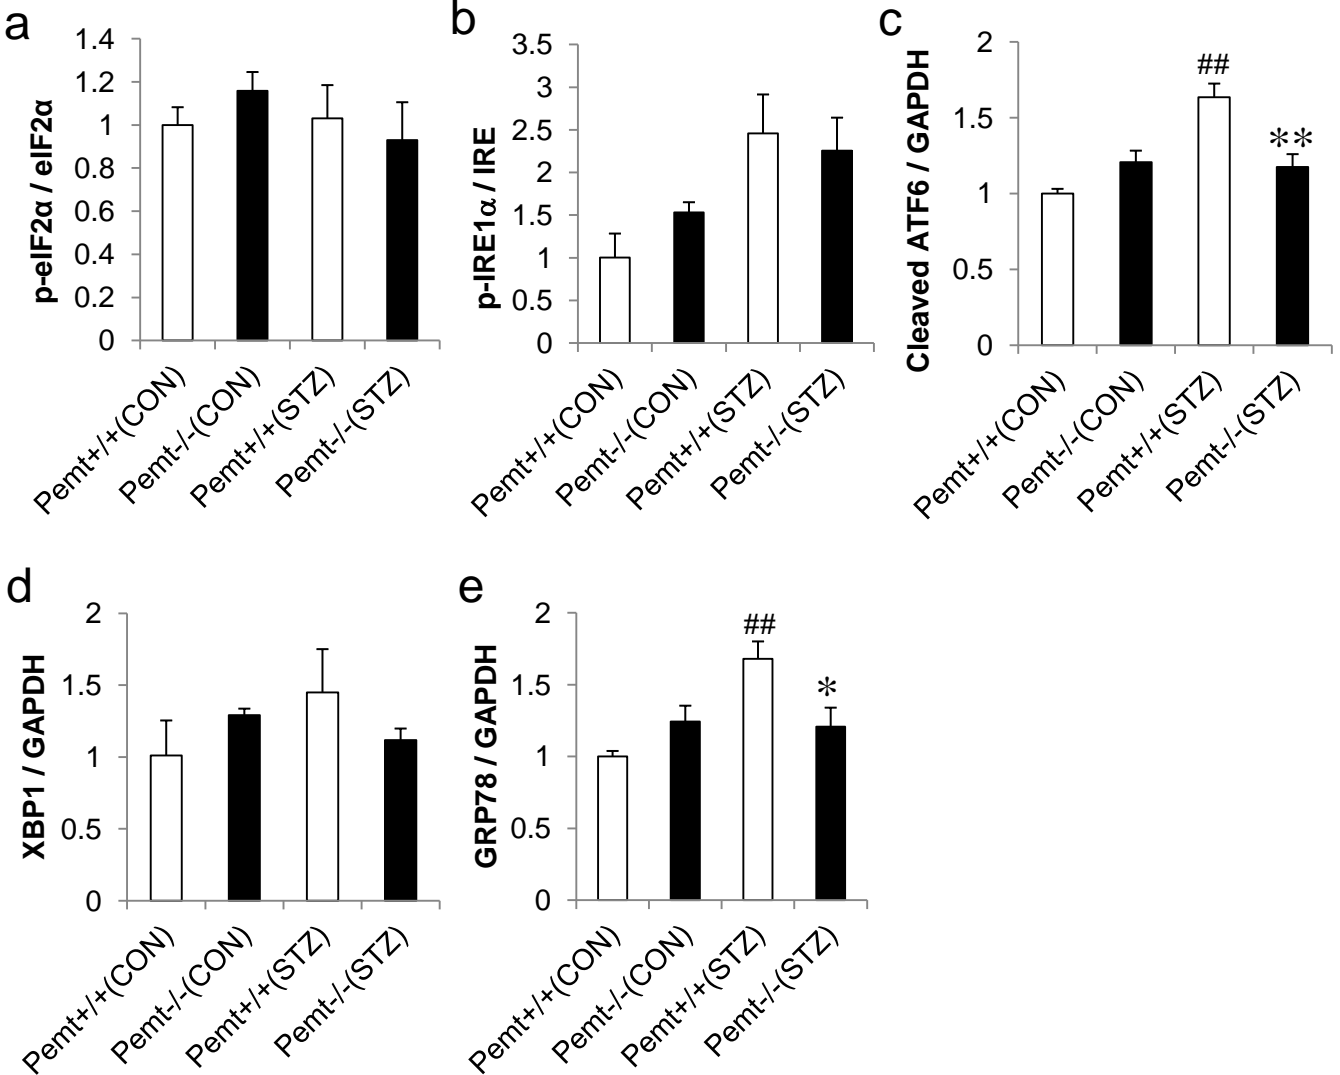 a
p-eIF2α / eIF2α
1.4
1.2
1
0.8
0.6
0.4
0.2
0
Pemt+/+(CON)
Pemt-/-(CON)
Pemt+/+(STZ)
Pemt-/-(STZ)
b
p-IRE1α / IRE
3.5
3
2.5
2
1.5
1
0.5
0
Pemt+/+(CON)
Pemt-/-(CON)
Pemt+/+(STZ)
Pemt-/-(STZ)
c
Cleaved ATF6 / GAPDH
2
1.5
1
0.5
0
##
**
Pemt+/+(CON)
Pemt-/-(CON)
Pemt+/+(STZ)
Pemt-/-(STZ)
d
XBP1 / GAPDH
2
1.5
1
0.5
0
Pemt+/+(CON)
Pemt-/-(CON)
Pemt+/+(STZ)
Pemt-/-(STZ)
e
GRP78 / GAPDH
2
1.5
1
0.5
0
##
*
Pemt+/+(CON)
Pemt-/-(CON)
Pemt+/+(STZ)
Pemt-/-(STZ)